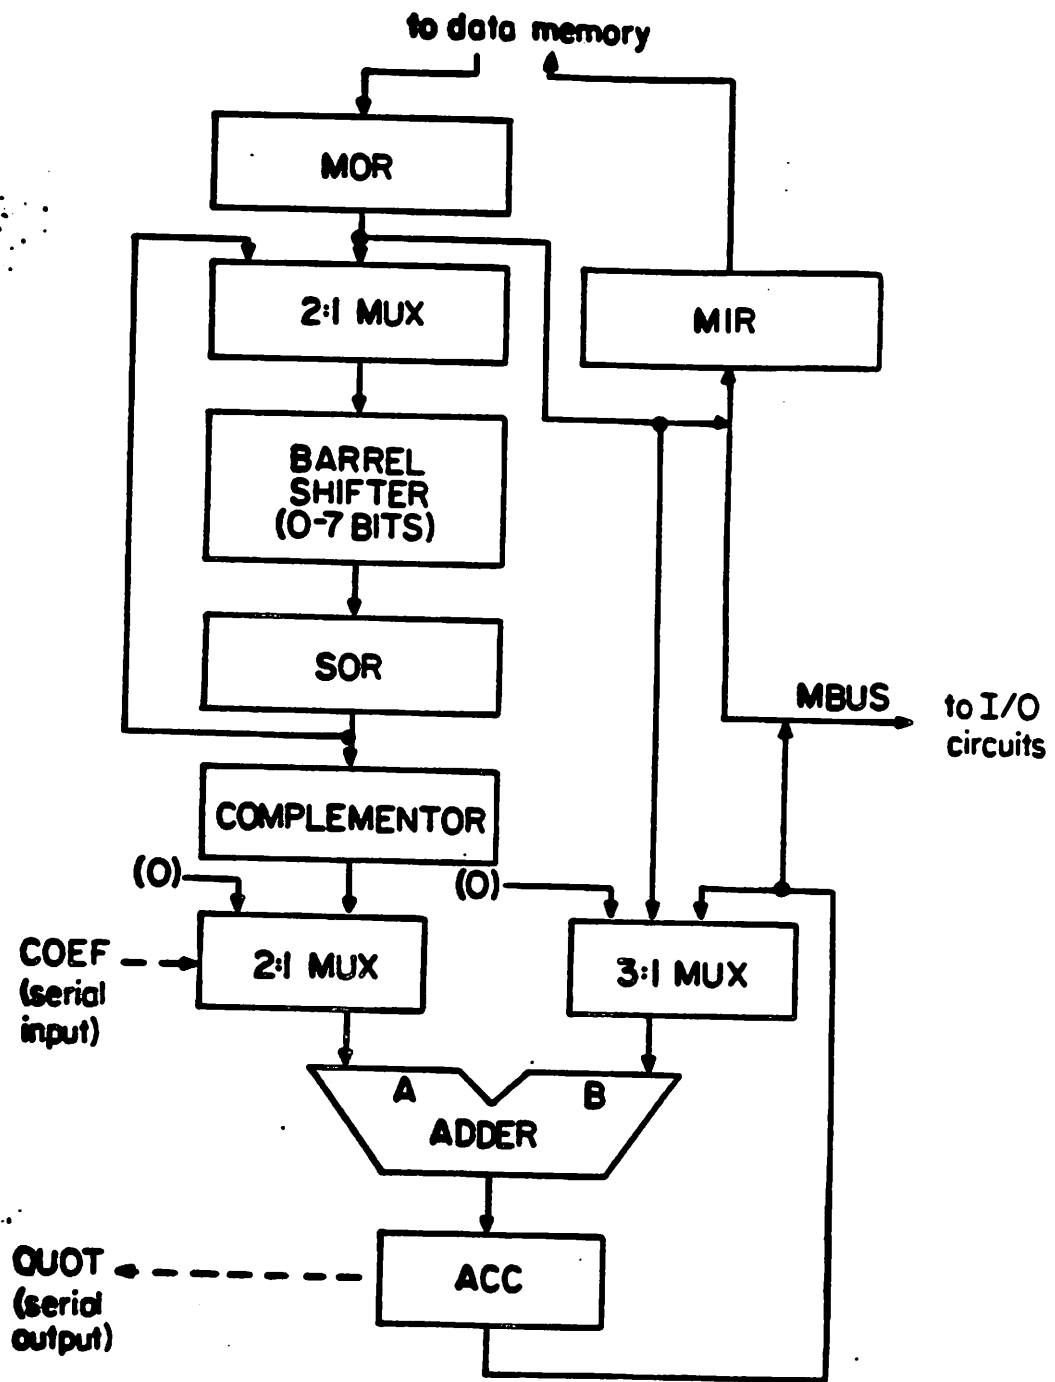 to data memory
MOR
2:1 MUX
MIR
BARREL
SHIFTER
(0-7 BITS)
SOR
MBUS
to I/O
circuits
COMPLEMENTOR
(0)
(0)
COEF
(serial
input)
2:1 MUX
3:1 MUX
A
B
ADDER
QUOT
(serial
output)
ACC